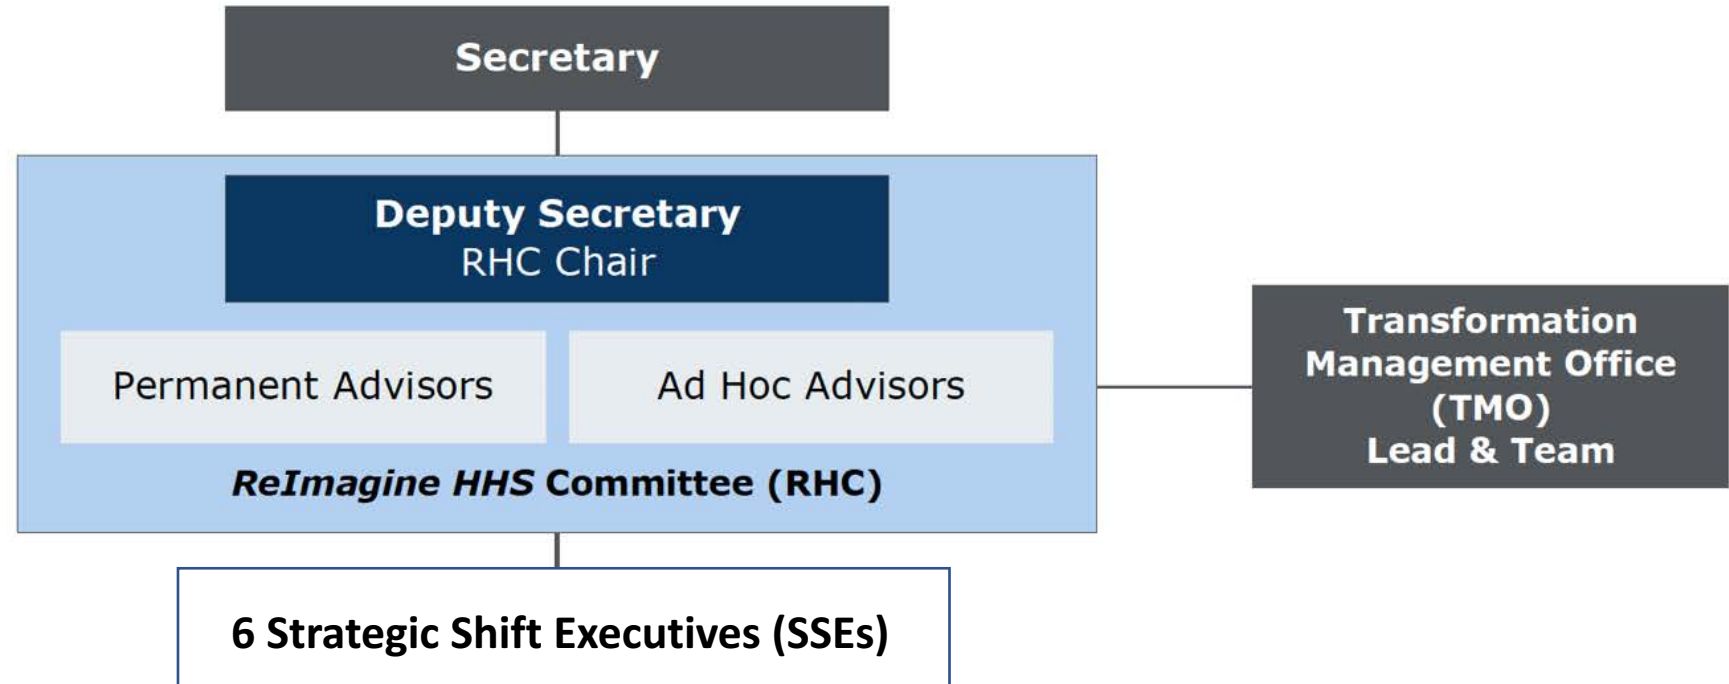 Secretary
Deputy Secretary
RHC Chair
Permanent Advisors
Ad Hoc Advisors
ReImagine HHS Committee (RHC)
Transformation
Management Office
(TMO)
Lead & Team
6 Strategic Shift Executives (SSEs)